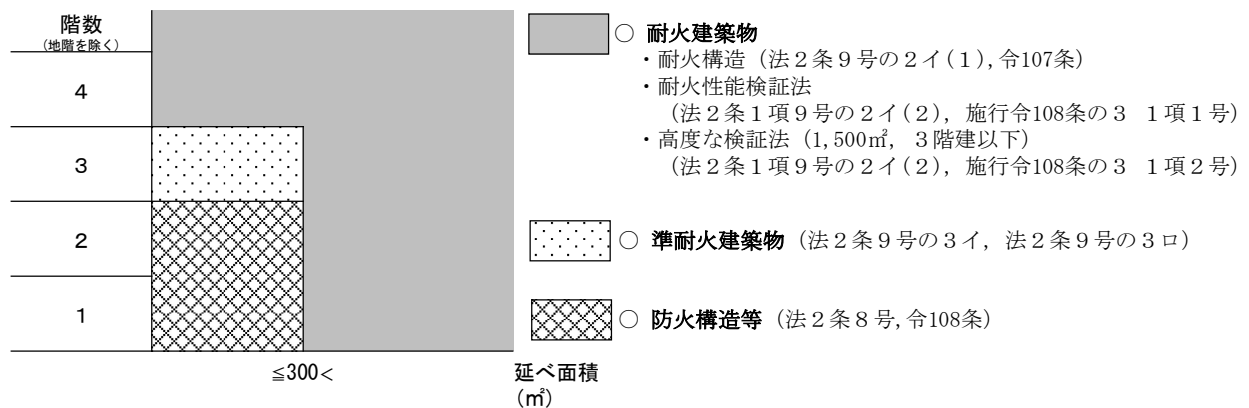 階数
(地階を除く)
4
3
2
1
≦300<
延べ面積
(㎡)
○ 耐火建築物
・耐火構造（法２条９号の２イ(１),令107条）
・耐火性能検証法
（法２条１項９号の２イ(２)，施行令108条の３ １項１号）
・高度な検証法（1,500㎡，３階建以下）
（法２条１項９号の２イ(２)，施行令108条の３ １項２号）
○ 準耐火建築物（法２条９号の３イ，法２条９号の３ロ）
○ 防火構造等（法２条８号,令108条）